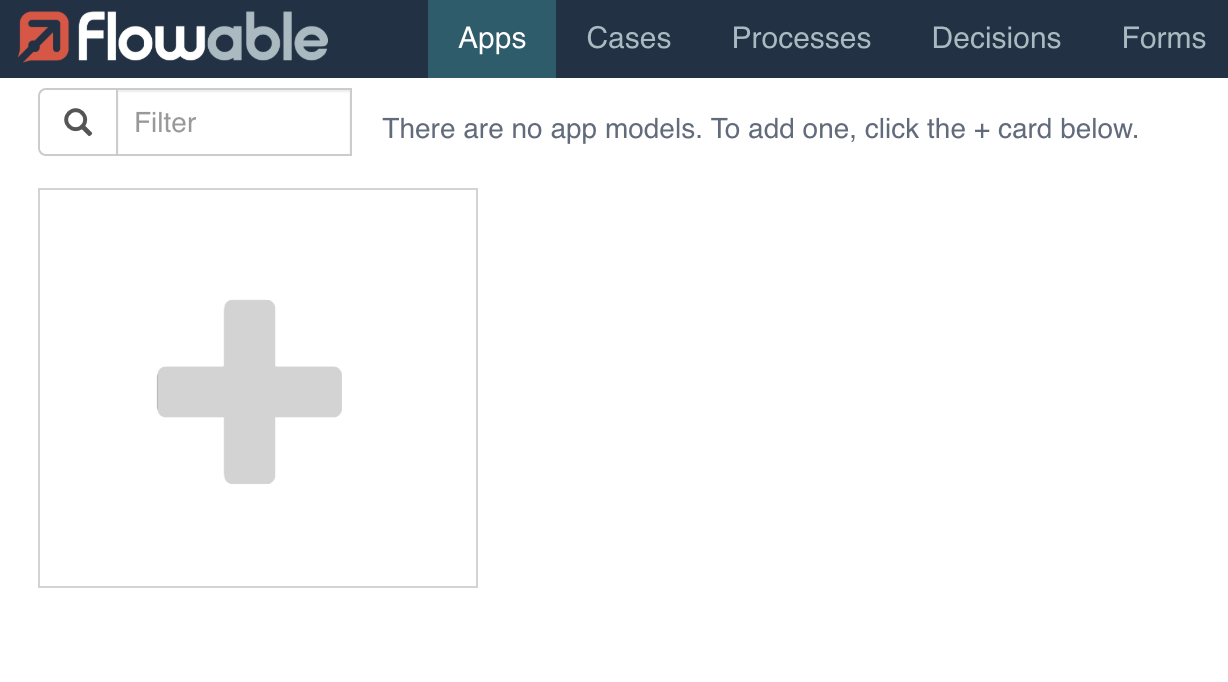 flowable Apps Cases Processes Decisions Forms
Filter There are no app models. To add one, click the + card below.